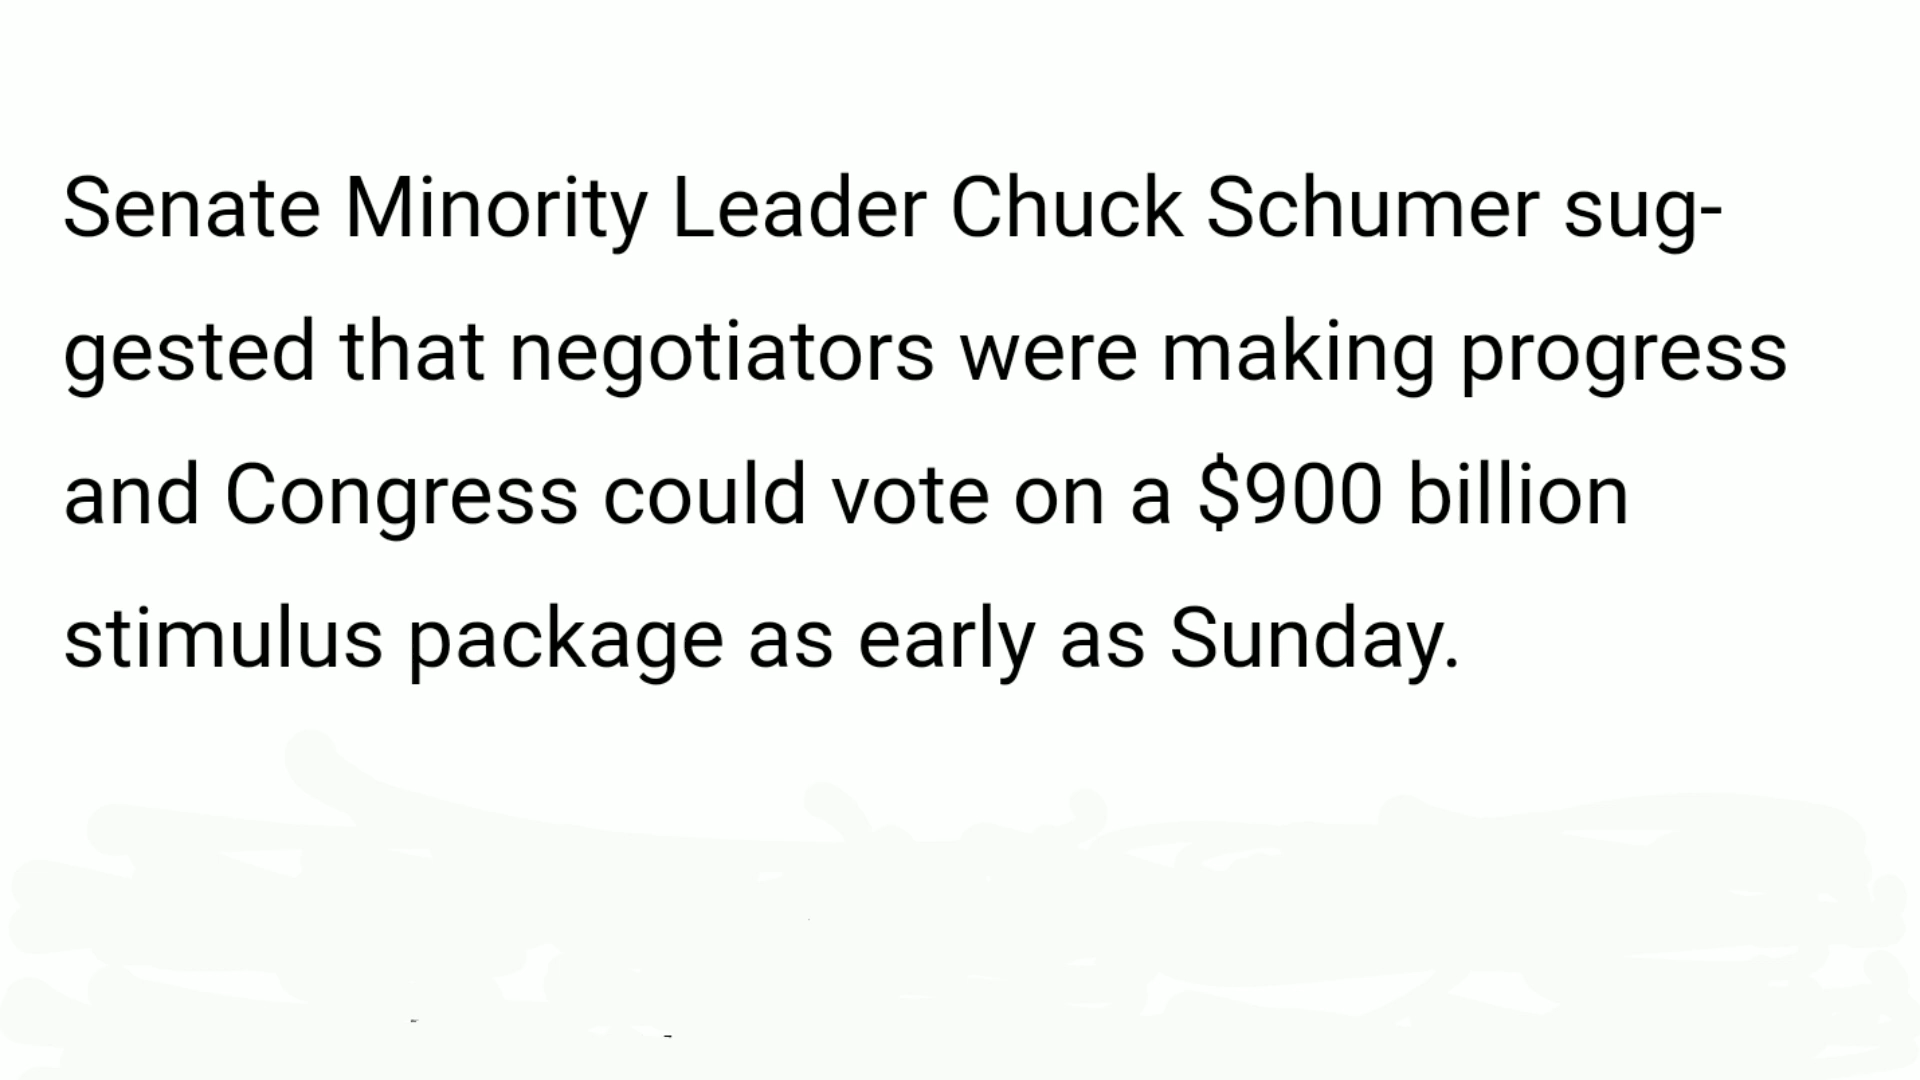 Senate Minority Leader Chuck Schumer sug-
gested that negotiators were making progress
and Congress could vote on a $900 billion
stimulus package as early as Sunday.